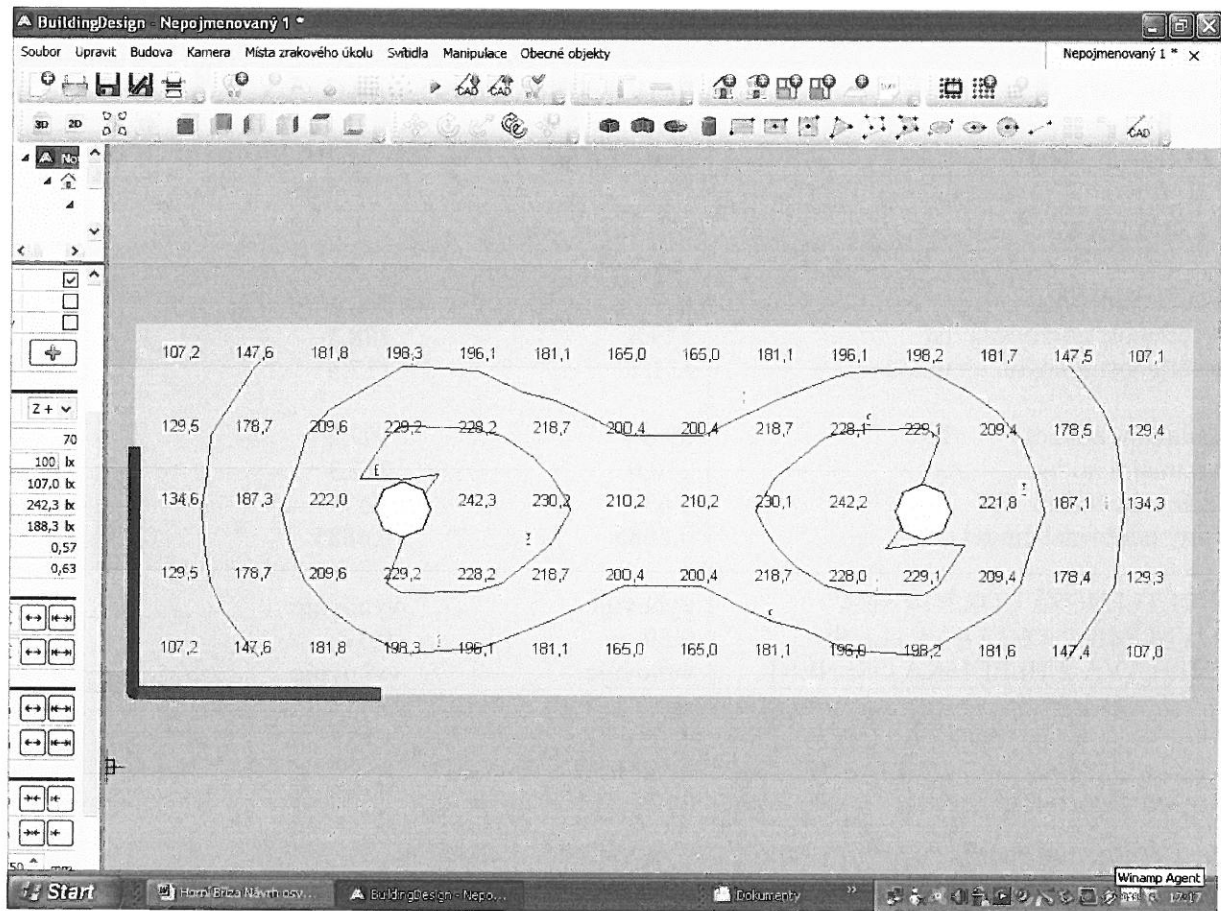 BuildingDesign - Nepojmenovaný 1 *
Soubor Upravit Budova Kamera Místa zrakového úkolu Svítidla Manipulace Obecné objekty
Nepojmenovaný 1 * ×
CAD CAD
3D 2D
CAD
No
Z +
70
100 lx
107,0 lx
242,3 lx
188,3 lx
0,57
0,63
107,2 147,6 181,8 198,3 196,1 181,1 165,0 165,0 181,1 196,1 198,2 181,7 147,5 107,1
129,5 178,7 209,6 229,2 228,2 218,7 200,4 200,4 218,7 228,1 229,1 209,4 178,5 129,4
134,6 187,3 222,0 242,3 230,2 210,2 210,2 230,1 242,2 221,8 187,1 134,3
129,5 178,7 209,6 229,2 228,2 218,7 200,4 200,4 218,7 228,0 229,1 209,4 178,4 129,3
107,2 147,6 181,8 198,3 196,1 181,1 165,0 165,0 181,1 196,0 198,2 181,6 147,4 107,0
50 mm
Winamp Agent
Start
Horní Bříza Návrh osv...
BuildingDesign - Nepo...
Dokumenty
17:17